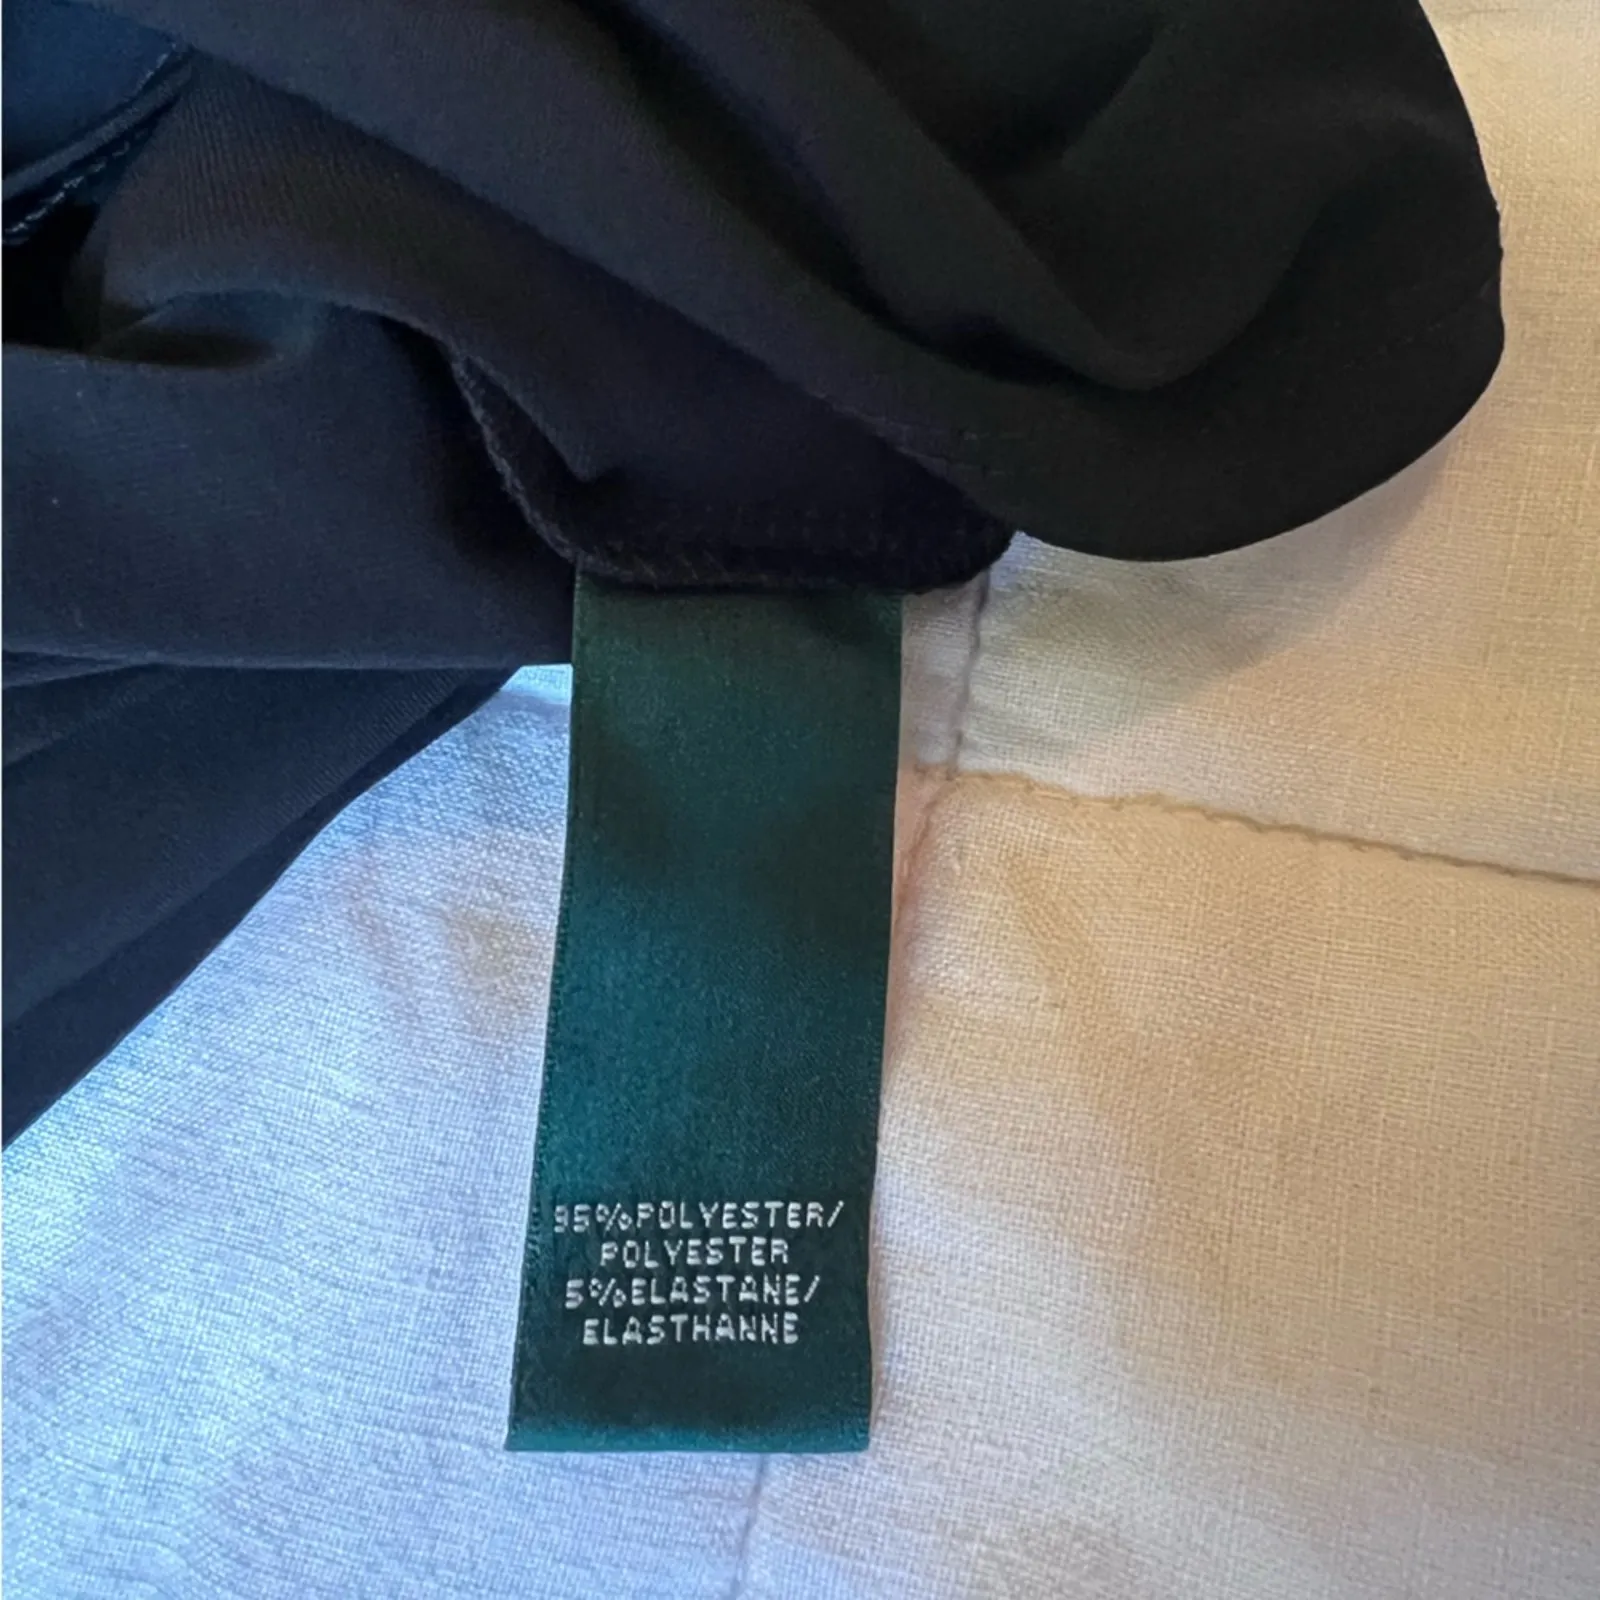 95%POLYESTER/
POLYESTER
5%ELASTANE/
ELASTHANNE